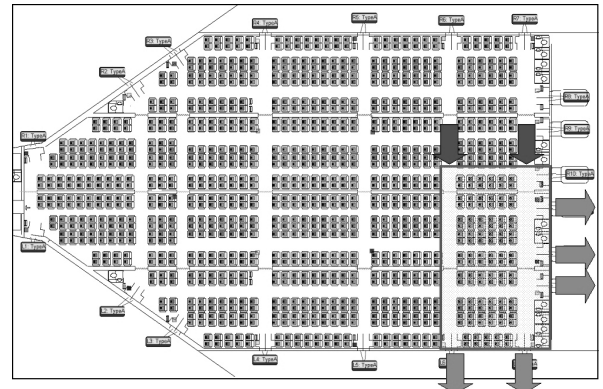 R4: TypeA
R5: TypeA
R6: TypeA
R7: TypeA
R3: TypeA
R2: TypeA
R8: TypeA
R9: TypeA
R1: TypeA
R10: TypeA
L1: TypeA
L2: TypeA
L3: TypeA
L4: TypeA
L5: TypeA